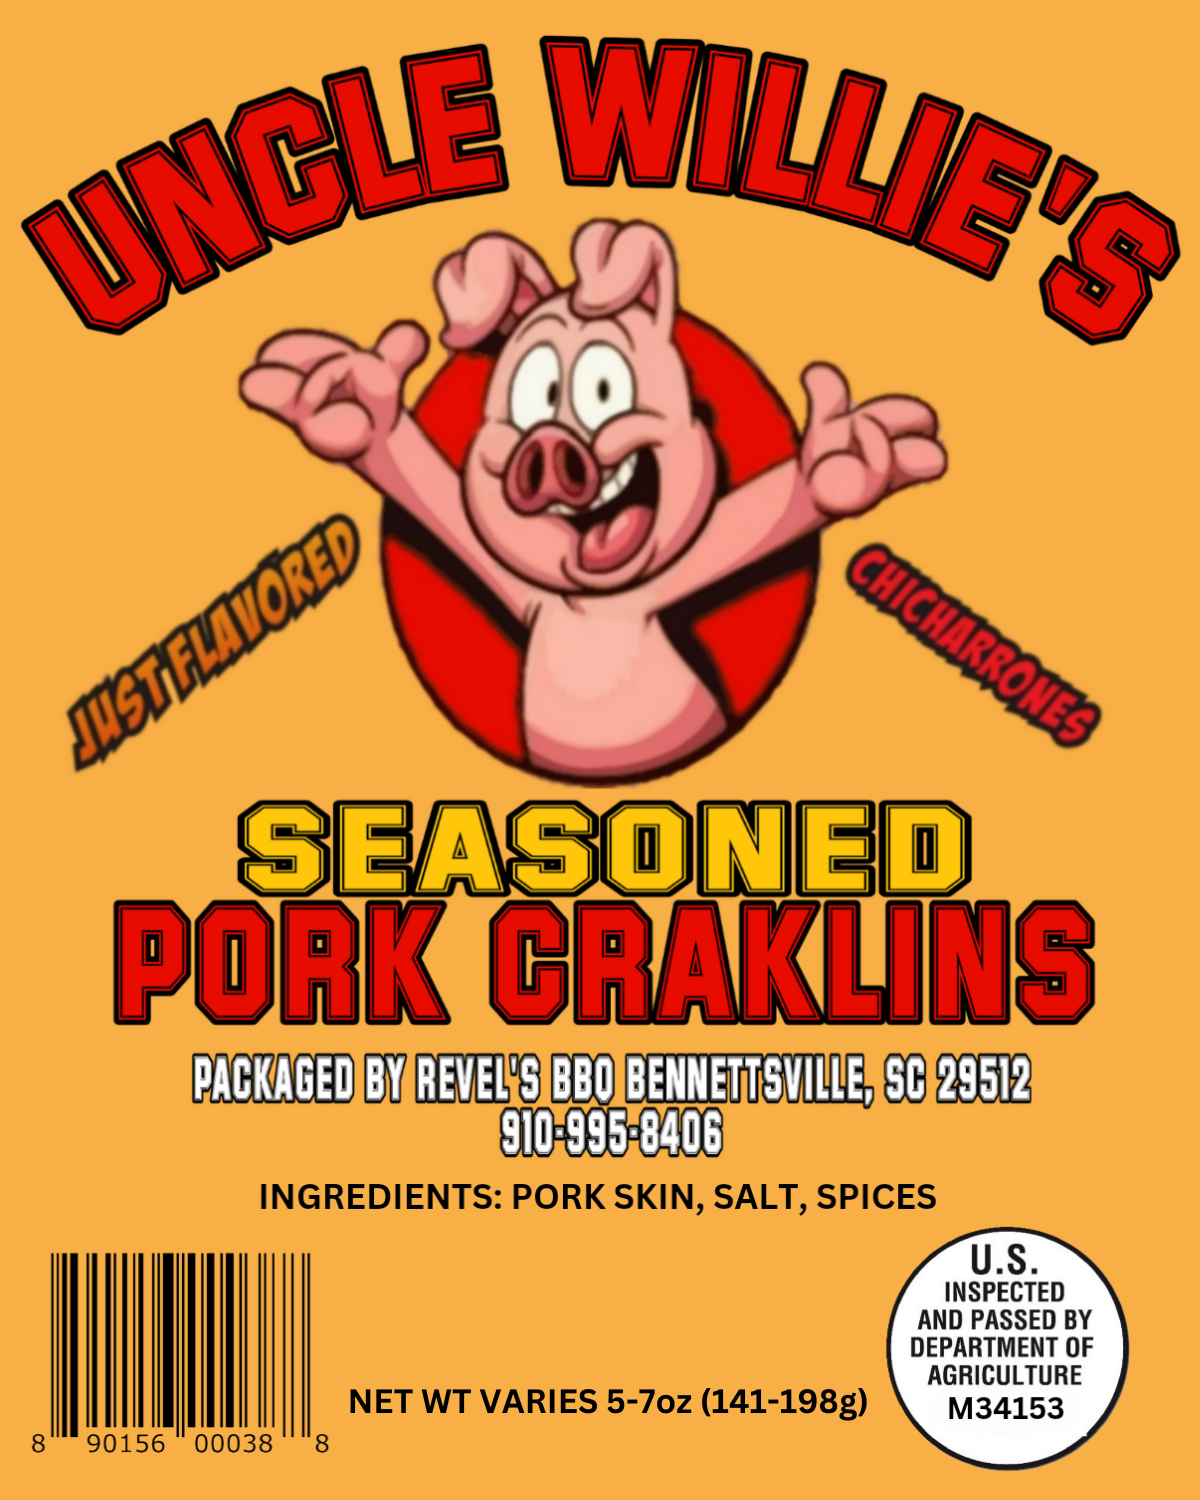 UNCLE WILLIE'S
JUST FLAVORED
CHICHARRONES
SEASONED
PORK CRAKLINS
PACKAGED BY REVEL'S BBQ BENNETTSVILLE, SC 29512
910-995-8406
INGREDIENTS: PORK SKIN, SALT, SPICES
U.S.
INSPECTED
AND PASSED BY
DEPARTMENT OF
AGRICULTURE
M34153
NET WT VARIES 5-7oz (141-198g)
8 90156 00038 8